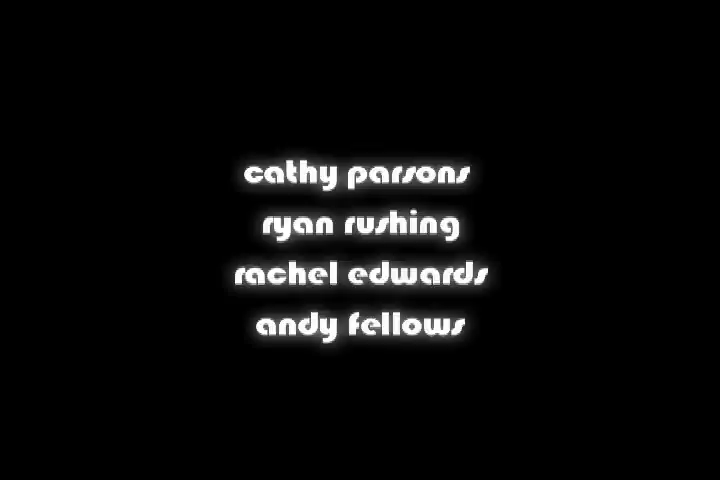 cathy parsons
ryan rushing
rachel edwards
andy fellows